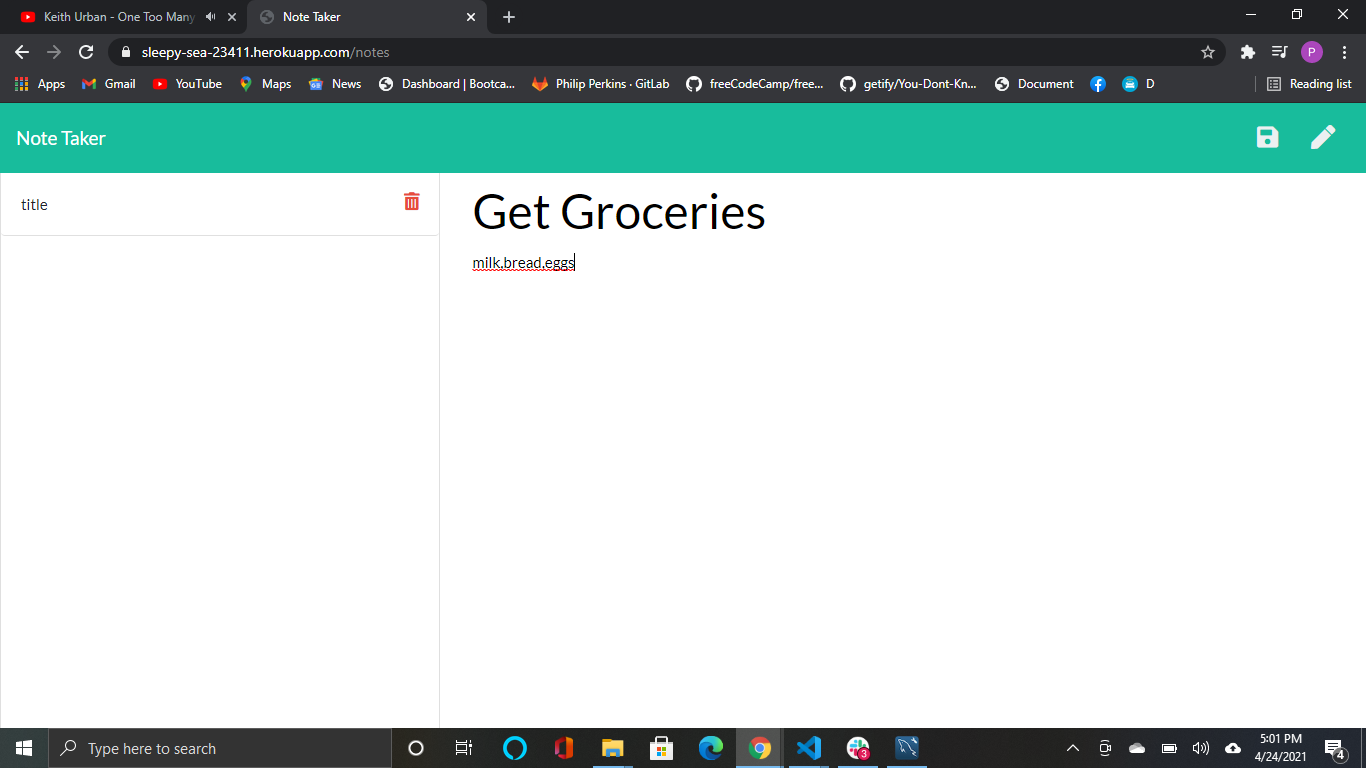 Keith Urban - One Too Many
Note Taker
sleepy-sea-23411.herokuapp.com/notes
P
Apps
Gmail
YouTube
Maps
News
Dashboard | Bootca...
Philip Perkins · GitLab
freeCodeCamp/free...
getify/You-Dont-Kn...
Document
D
Reading list
Note Taker
title
Get Groceries
milk.bread.eggs
Type here to search
3
5:01 PM
4/24/2021
4